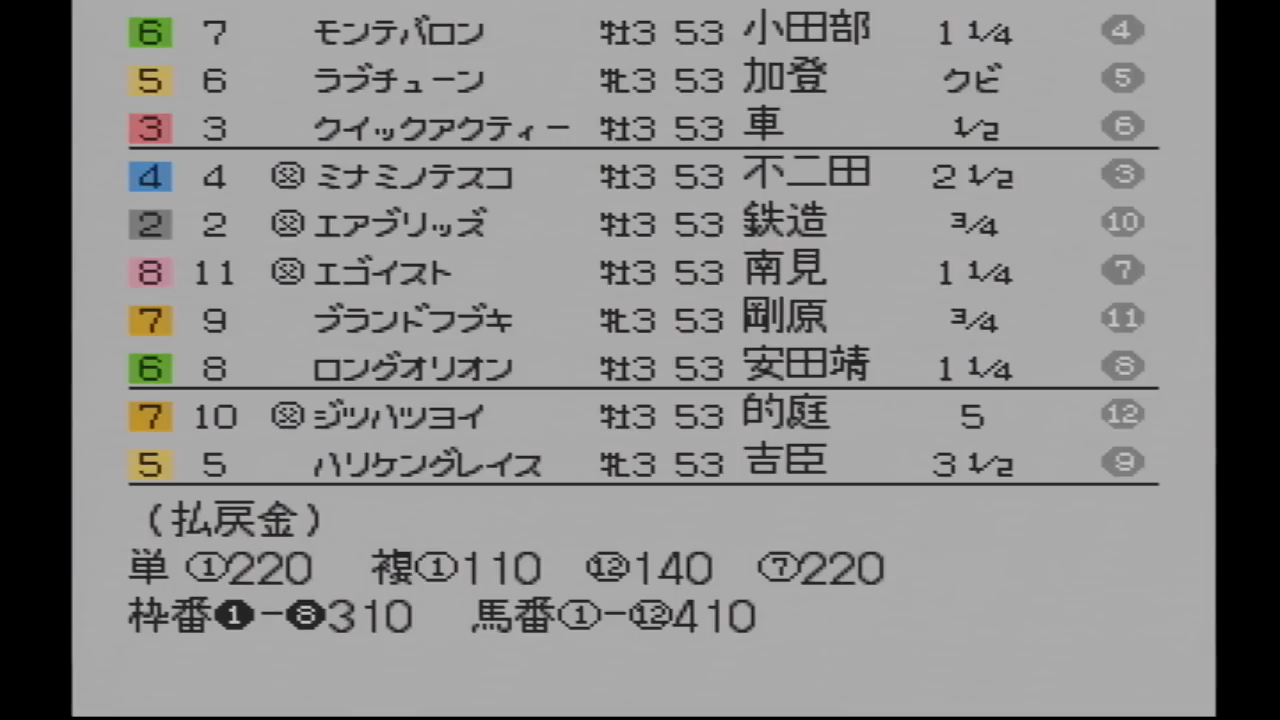 6 7 モンテバロン 牡3 53 小田部 1 1/4 ④
5 6 ラブチューン 牝3 53 加登 クビ ⑤
3 3 クイックアクティー 牡3 53 車 1/2 ⑥
4 4 ㊕ミナミノテスコ 牡3 53 不二田 2 1/2 ③
2 2 父エアブリッズ 牡3 53 鉄造 3/4 ⑩
8 11 父エゴイスト 牡3 53 南見 1 1/4 ⑦
7 9 ブランドフブキ 牝3 53 剛原 3/4 ⑪
6 8 ロングオリオン 牡3 53 安田靖 1 1/4 ⑧
7 10 父ジツハツヨイ 牡3 53 的庭 5 ⑫
5 5 ハリケングレイス 牝3 53 吉臣 3 1/2 ⑨
(払戻金)
単 ①220 複①110 ⑫140 ⑦220
枠番❶-❽310 馬番①-⑫410